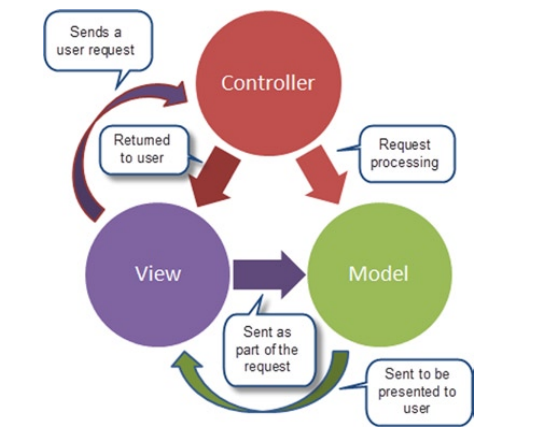 Sends a
user request
Controller
Returned
to user
Request
processing
View
Model
Sent as
part of the
request
Sent to be
presented to
user